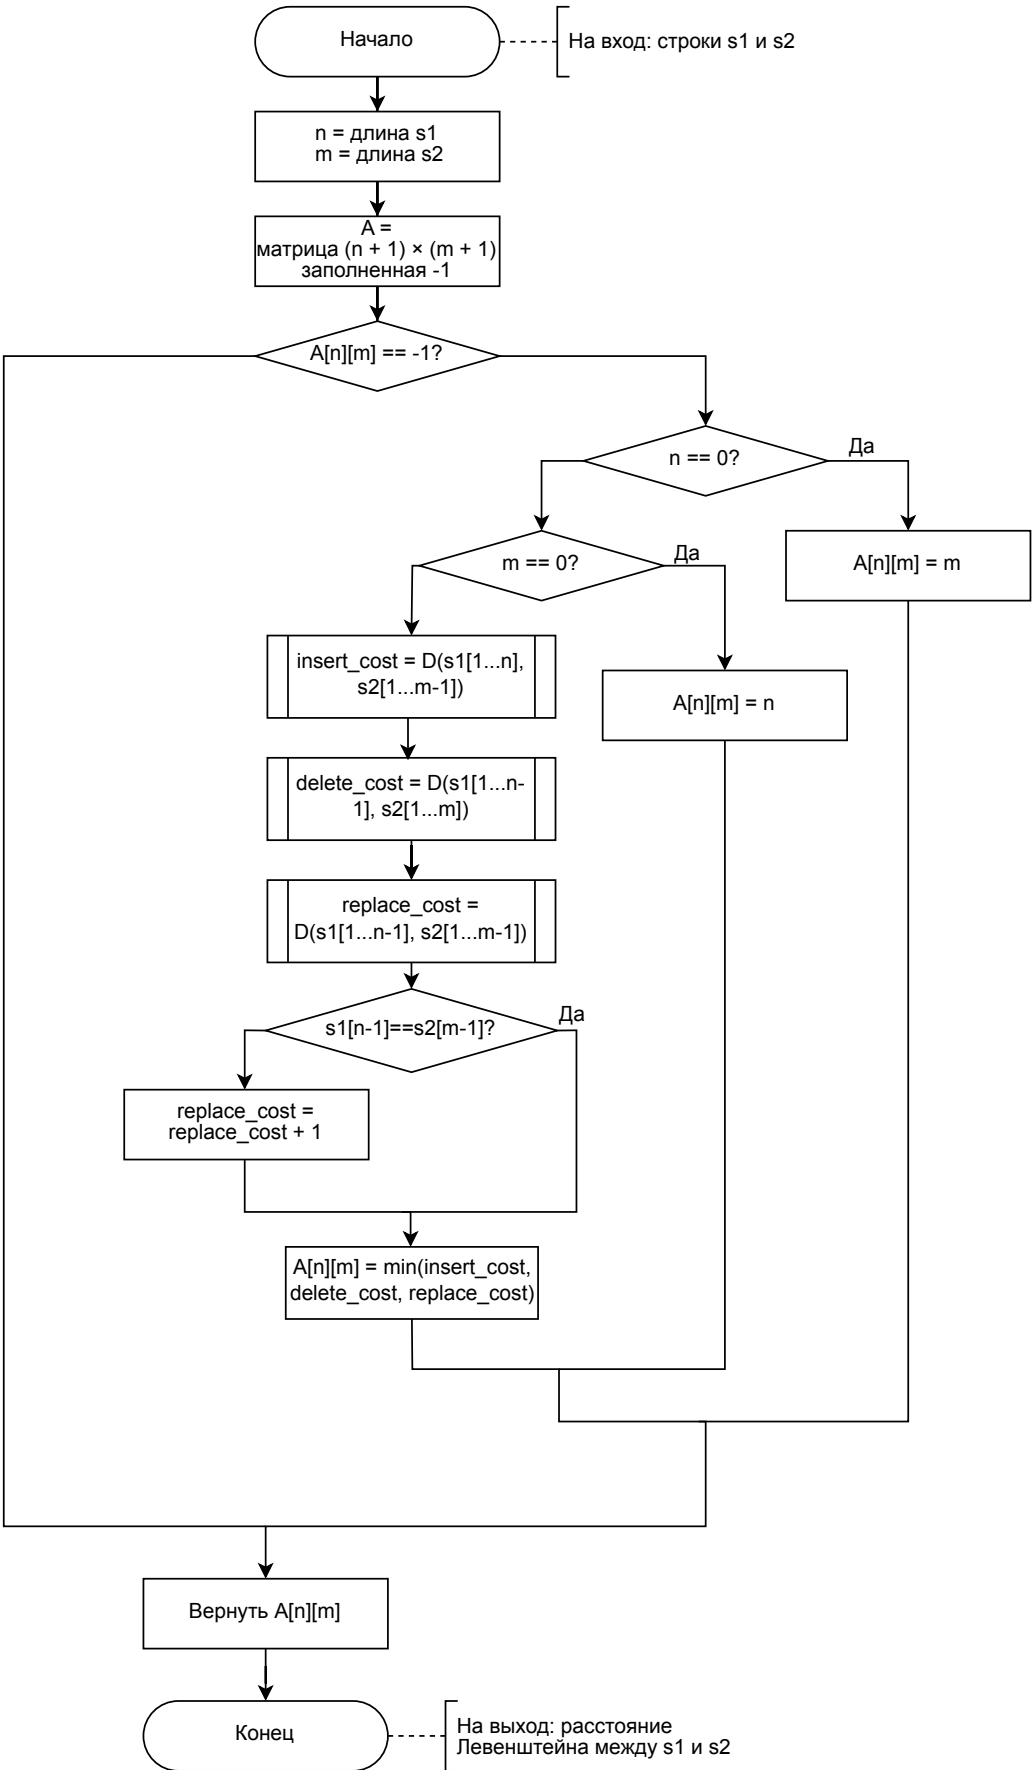 Начало
На вход: строки s1 и s2
n = длина s1
m = длина s2
A =
матрица (n + 1) × (m + 1)
заполненная -1
A[n][m] == -1?
n == 0?
Да
m == 0?
Да
A[n][m] = m
insert_cost = D(s1[1...n],
s2[1...m-1])
A[n][m] = n
delete_cost = D(s1[1...n-
1], s2[1...m])
replace_cost =
D(s1[1...n-1], s2[1...m-1])
s1[n-1]==s2[m-1]?
Да
replace_cost =
replace_cost + 1
A[n][m] = min(insert_cost,
delete_cost, replace_cost)
Вернуть A[n][m]
Конец
На выход: расстояние
Левенштейна между s1 и s2